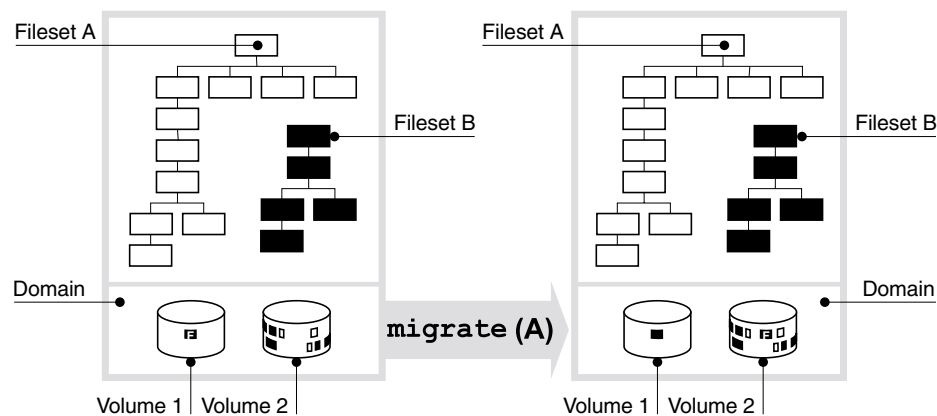 Fileset A
Fileset B
Domain
F
Volume 1
Volume 2
migrate (A)
Fileset A
Fileset B
Domain
F
Volume 1
Volume 2